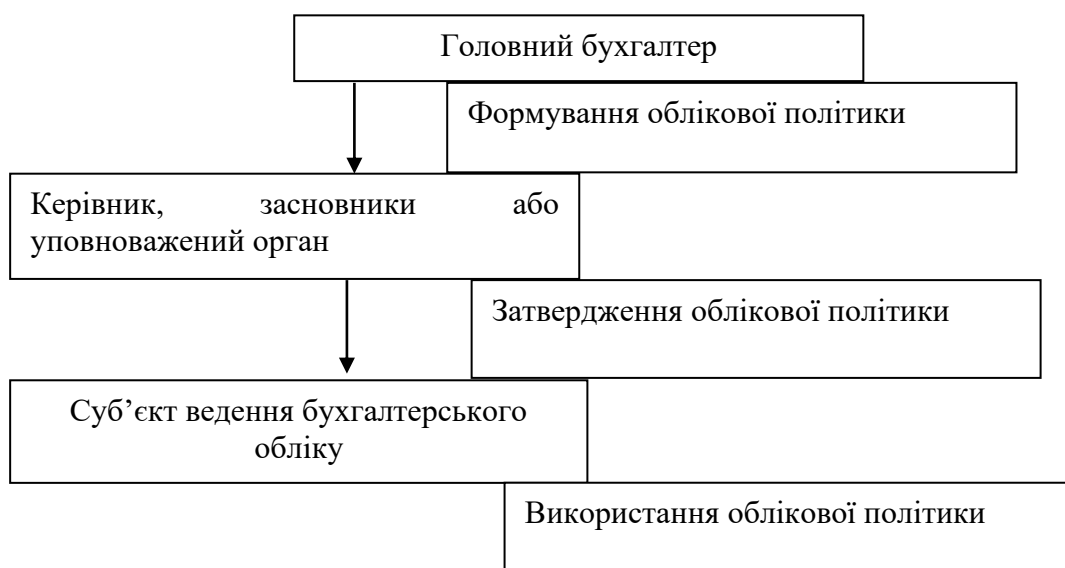 Головний бухгалтер
Формування облікової політики
Керівник, засновники або
уповноважений орган
Затвердження облікової політики
Суб’єкт ведення бухгалтерського
обліку
Використання облікової політики